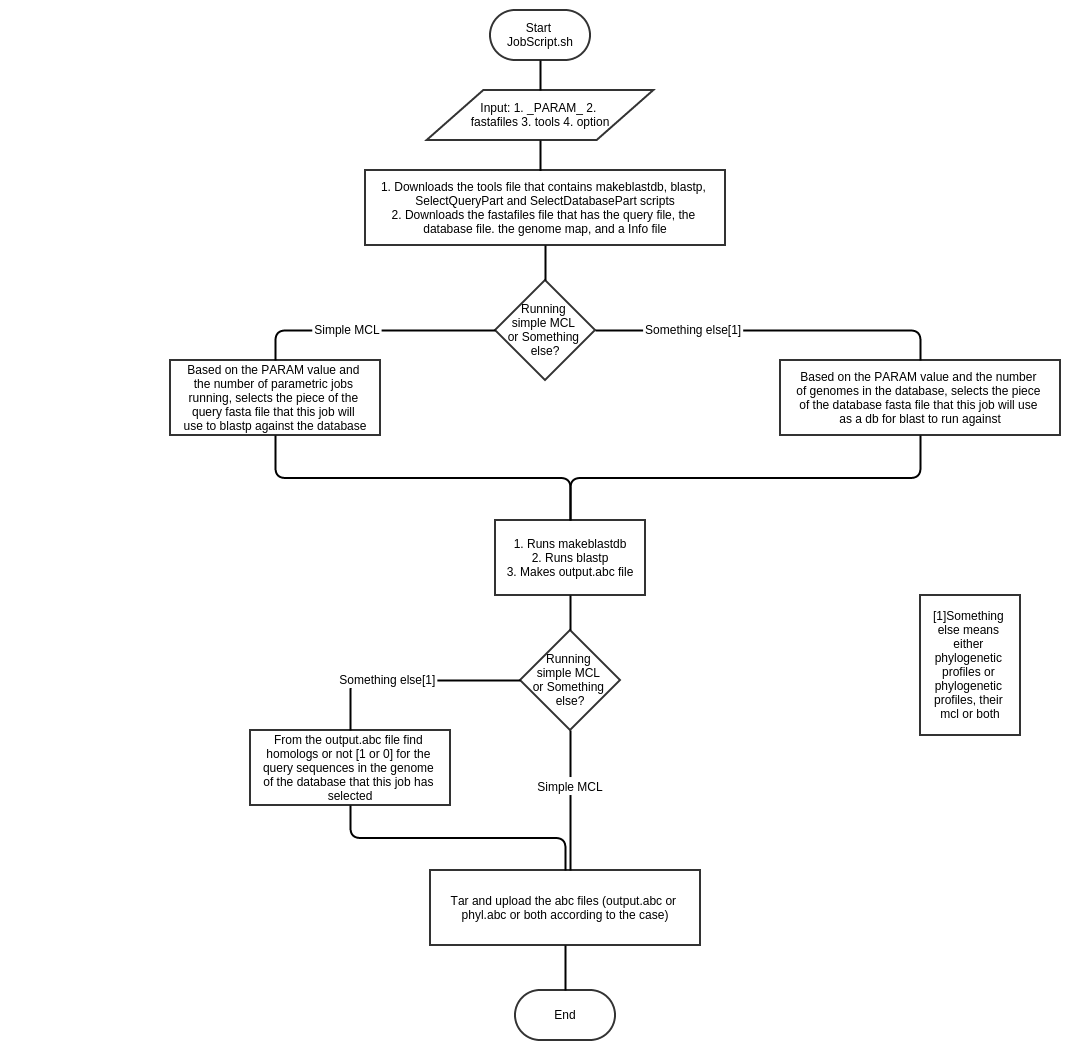 Start
JobScript.sh
Input: 1. _PARAM_ 2.
fastafiles 3. tools 4. option
1. Downloads the tools file that contains makeblastdb, blastp,
SelectQueryPart and SelectDatabasePart scripts
2. Downloads the fastafiles file that has the query file, the
database file. the genome map, and a Info file
Running
simple MCL
or Something
else?
Simple MCL
Something else[1]
Based on the PARAM value and
the number of parametric jobs
running, selects the piece of the
query fasta file that this job will
use to blastp against the database
Based on the PARAM value and the number
of genomes in the database, selects the piece
of the database fasta file that this job will use
as a db for blast to run against
1. Runs makeblastdb
2. Runs blastp
3. Makes output.abc file
[1]Something
else means
either
phylogenetic
profiles or
phylogenetic
profiles, their
mcl or both
Running
simple MCL
or Something
else?
Something else[1]
From the output.abc file find
homologs or not [1 or 0] for the
query sequences in the genome
of the database that this job has
selected
Simple MCL
Tar and upload the abc files (output.abc or
phyl.abc or both according to the case)
End